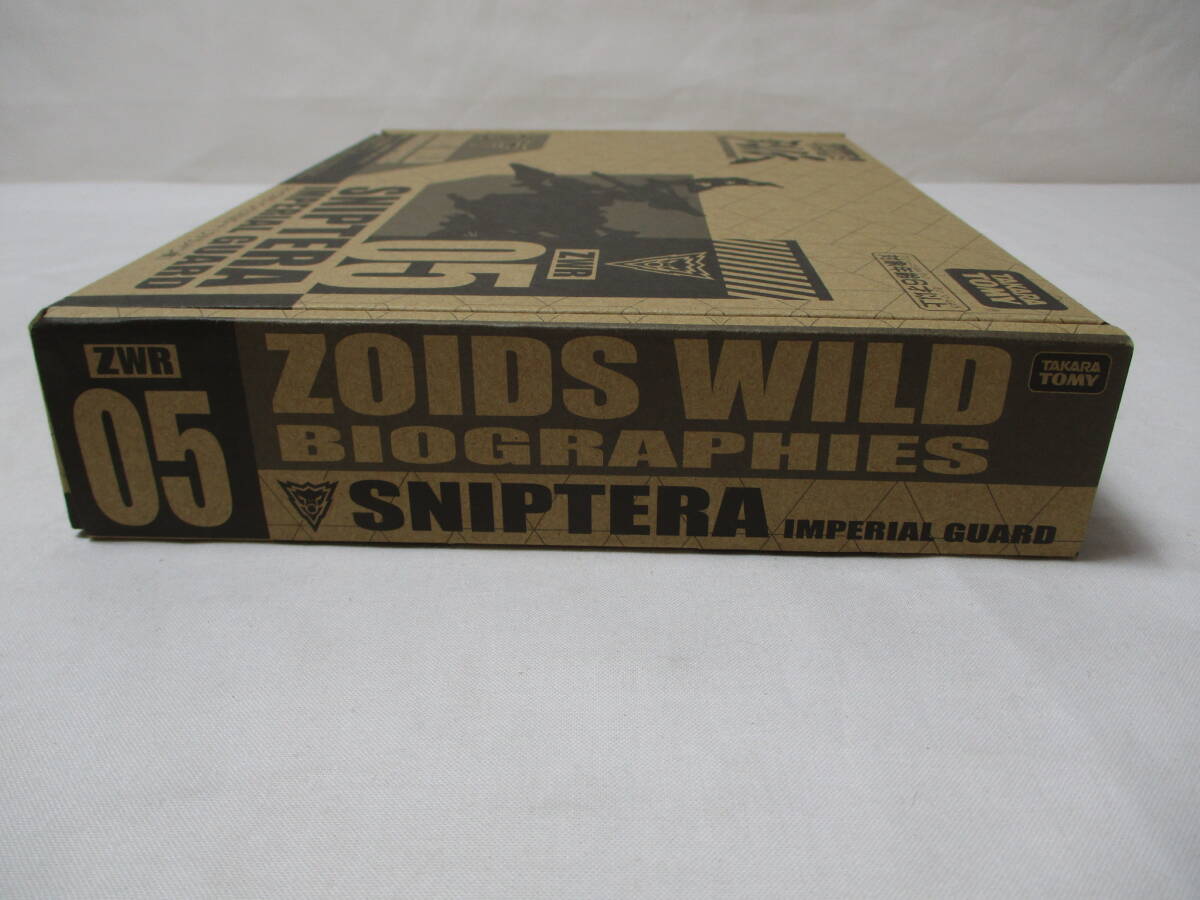 SNIPTERA
IMPERIAL GUARD
05
ZWR
TAKARA
TOMY
ZWR
05
ZOIDS WILD
BIOGRAPHIES
SNIPTERA IMPERIAL GUARD
TAKARA
TOMY